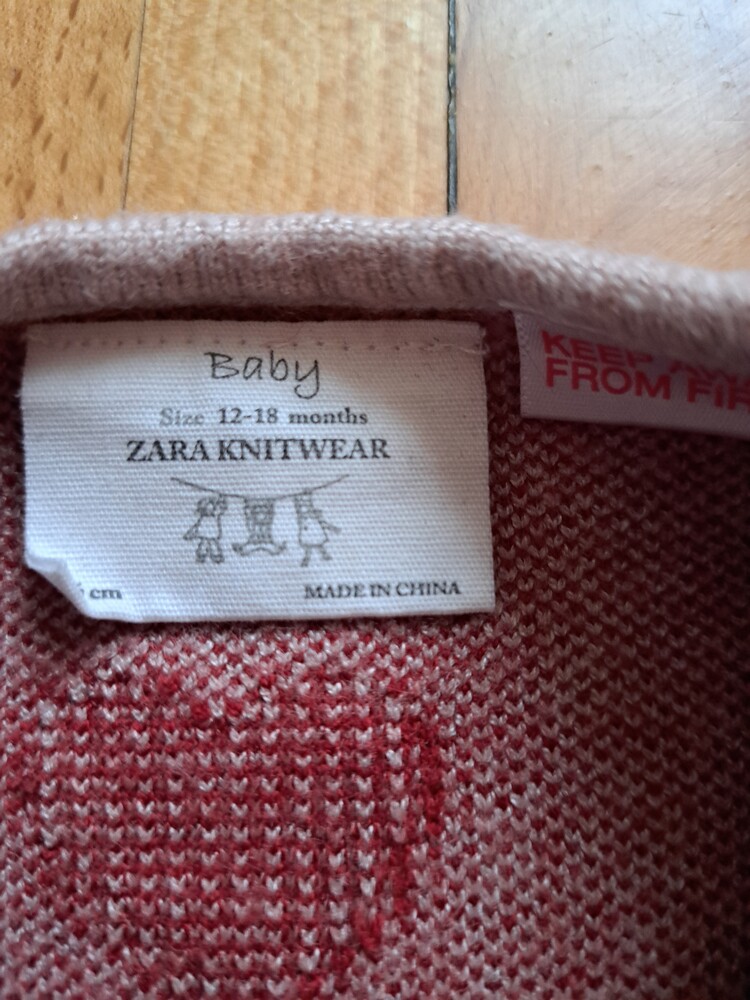 Baby
Size 12-18 months
ZARA KNITWEAR
cm
MADE IN CHINA
KEEP
FROM